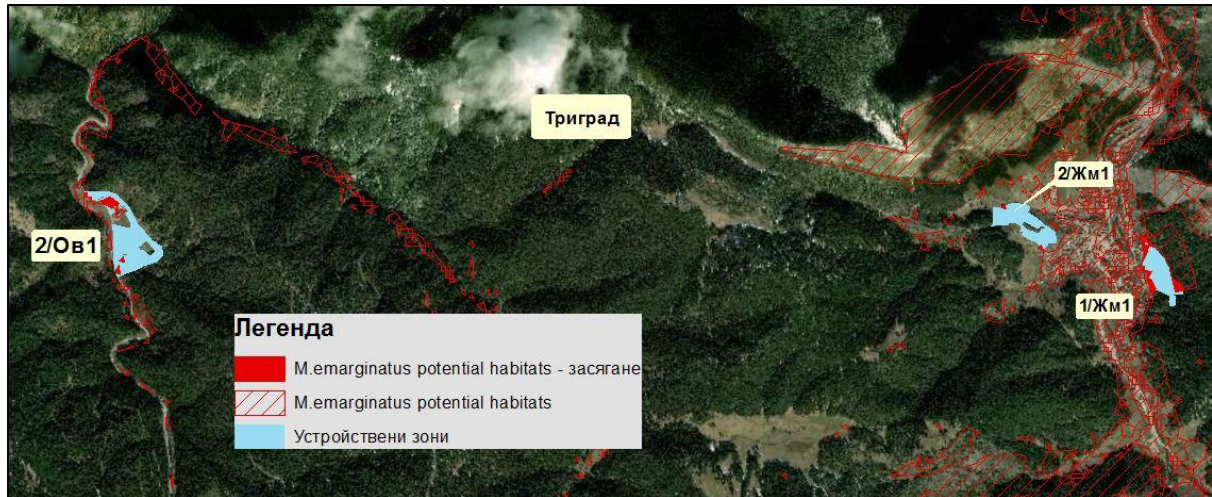 Триград
2/Жм1
2/Ов1
1/Жм1
Легенда
M.emarginatus potential habitats - засягане
M.emarginatus potential habitats
Устройствени зони